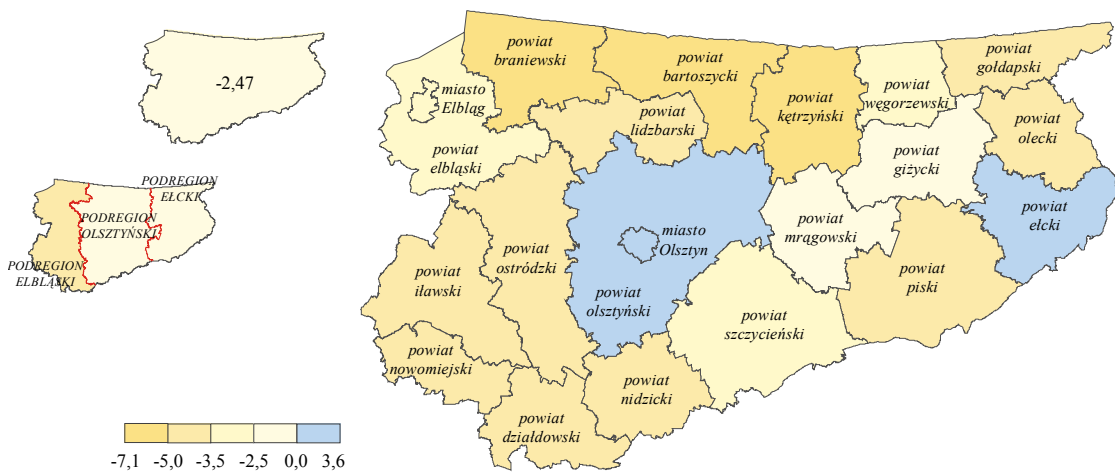 -2,47
PODREGION
EŁCKI
PODREGION
OLSZTYŃSKI
PODREGION
ELBLĄSKI
powiat
braniewski
powiat
bartoszycki
powiat
gołdapski
miasto
Elbląg
powiat
lidzbarski
powiat
kętrzyński
powiat
węgorzewski
powiat
olecki
powiat
elbląski
powiat
giżycki
powiat
ełcki
powiat
ostródzki
miasto
Olsztyn
powiat
mrągowski
powiat
iławski
powiat
olsztyński
powiat
szczycieński
powiat
piski
powiat
nowomiejski
powiat
nidzicki
powiat
działdowski
-7,1 -5,0 -3,5 -2,5 0,0 3,6